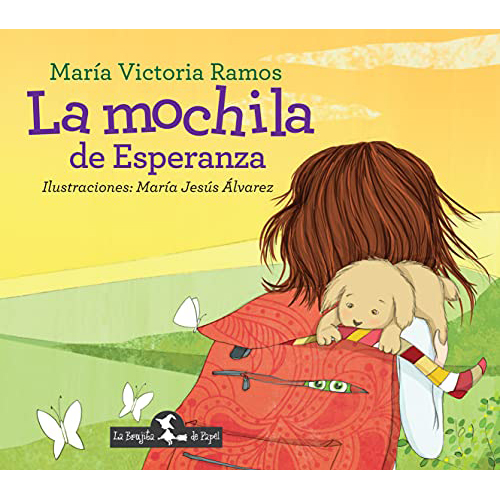 María Victoria Ramos
La mochila
de Esperanza
Ilustraciones: María Jesús Álvarez
La Brujita de Papel